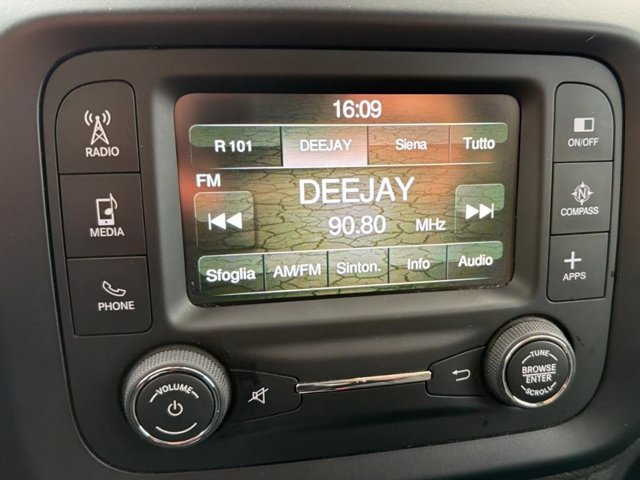 16:09
R 101 DEEJAY Siena Tutto
FM
DEEJAY
90.80 MHz
Sfoglia AM/FM Sinton. Info Audio
RADIO
MEDIA
PHONE
ON/OFF
COMPASS
APPS
VOLUME
TUNE
BROWSE
ENTER
SCROLL